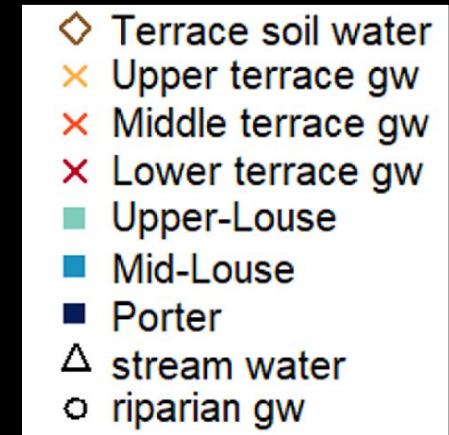 Terrace soil water
Upper terrace gw
Middle terrace gw
Lower terrace gw
Upper-Louse
Mid-Louse
Porter
stream water
riparian gw